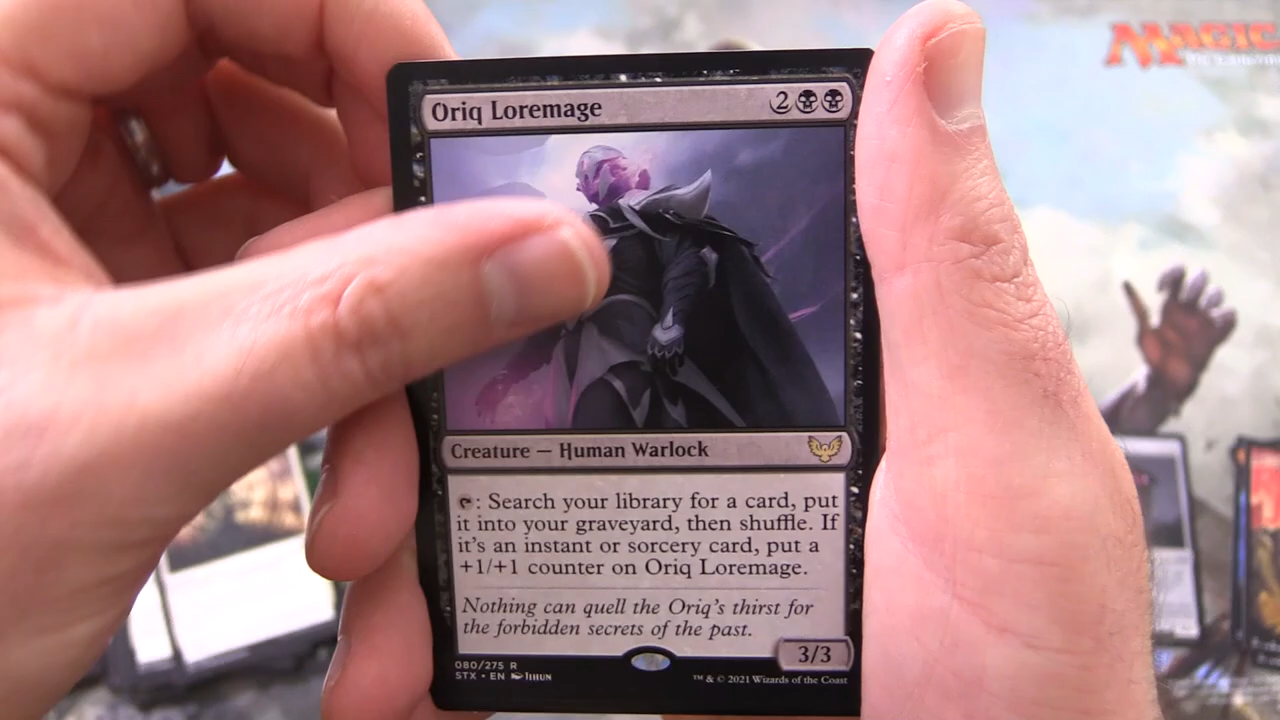 MAGIC
Oriq Loremage 2
Creature — Human Warlock
: Search your library for a card, put
it into your graveyard, then shuffle. If
it's an instant or sorcery card, put a
+1/+1 counter on Oriq Loremage.
Nothing can quell the Oriq's thirst for
the forbidden secrets of the past.
3/3
080/275 R
STX • EN
™ & © 2021 Wizards of the Coast